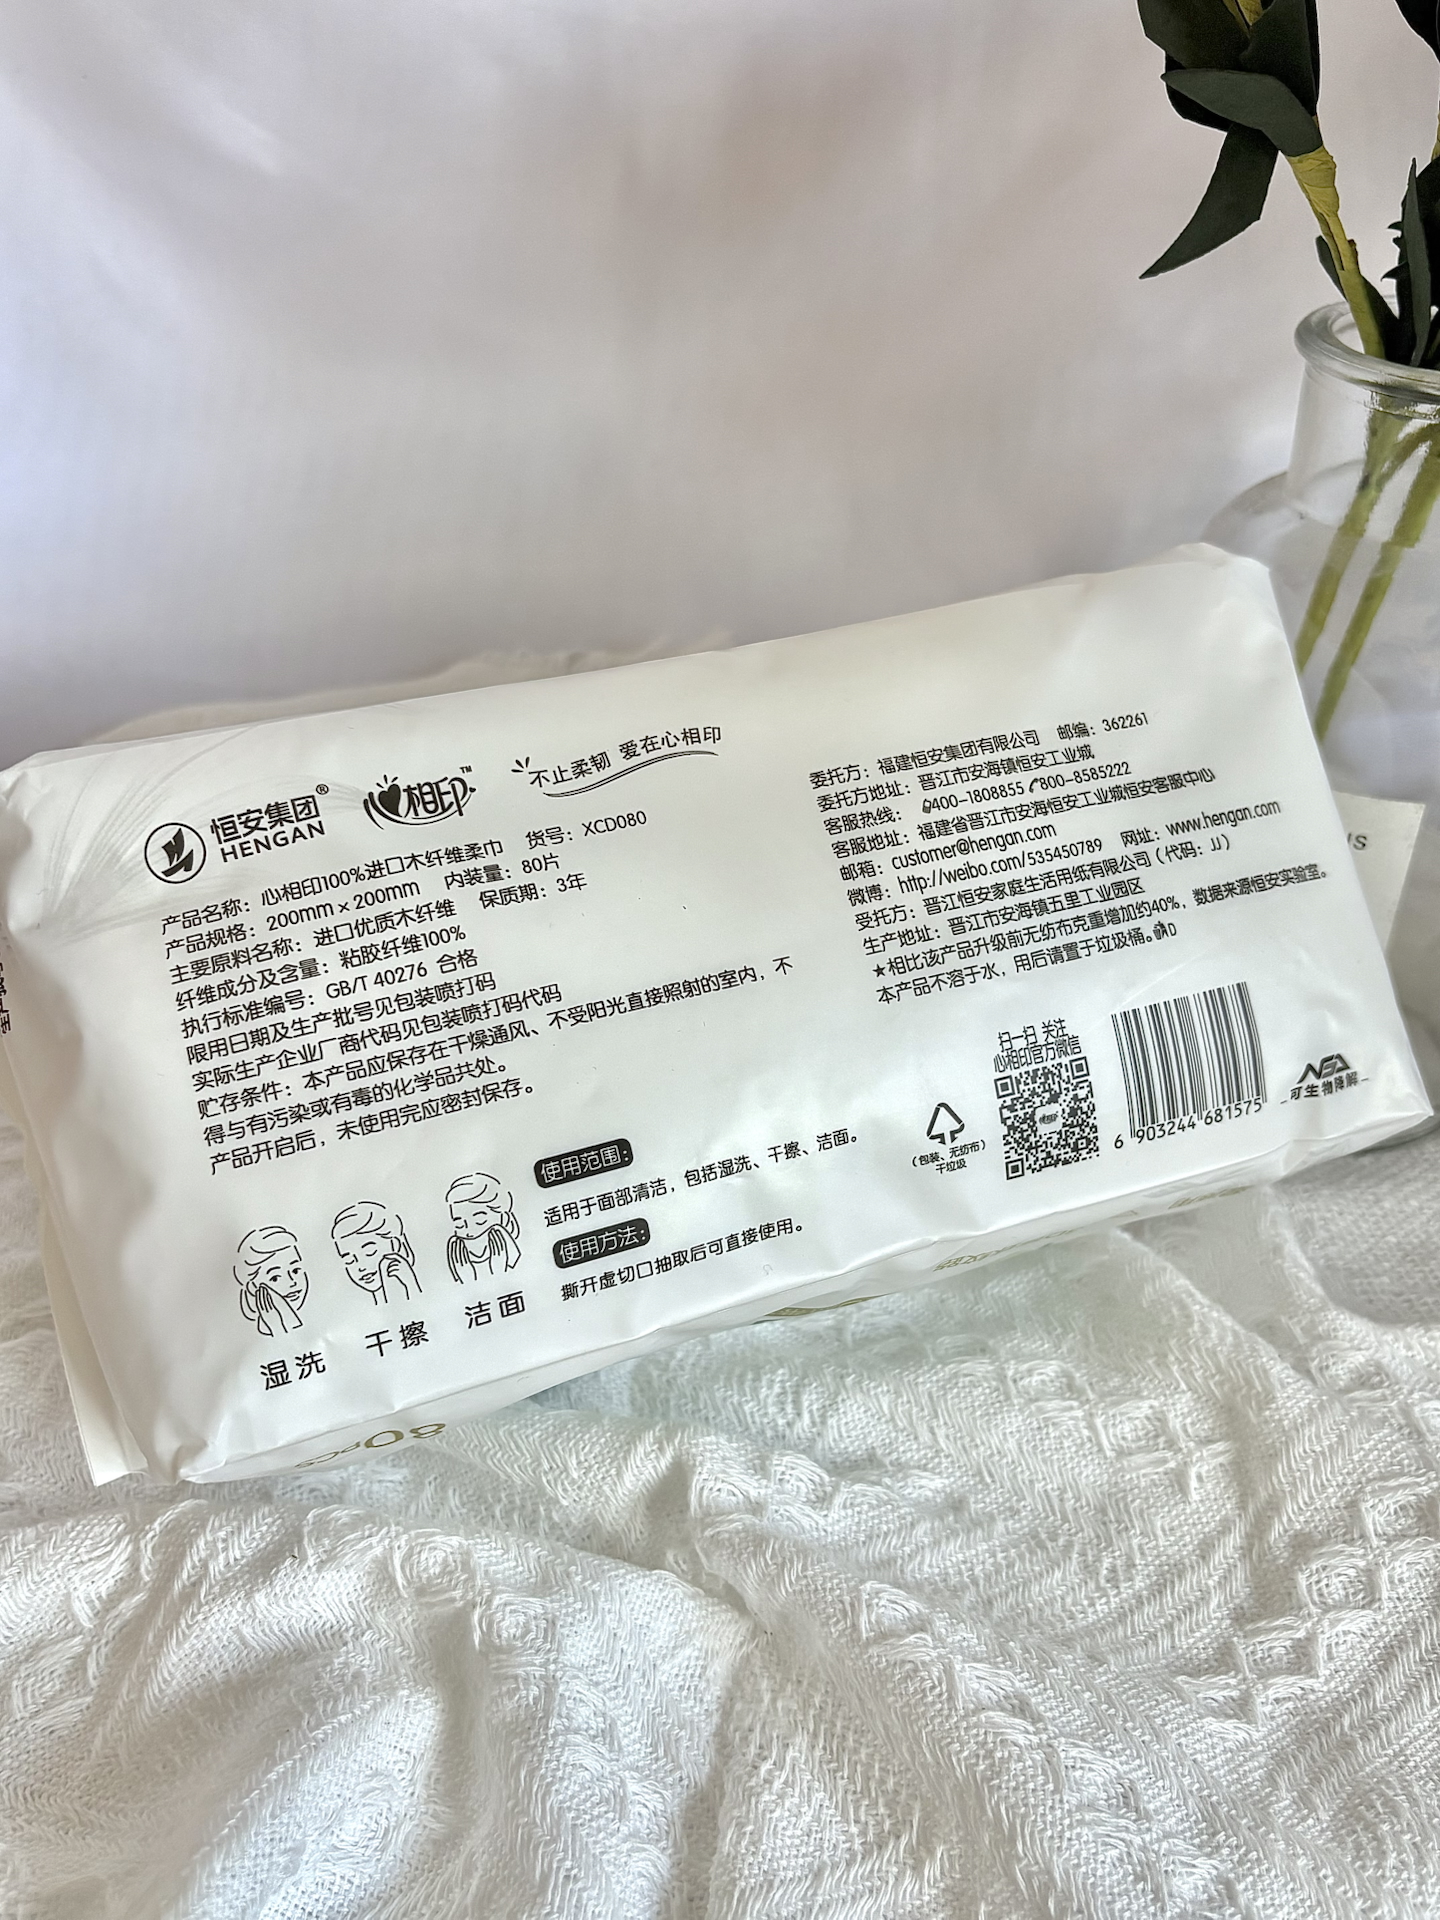 恒安集团®
HENGAN
心相印™
不止柔韧 爱在心相印
产品名称：心相印100%进口木纤维柔巾 货号：XCD080
产品规格：200mm×200mm 内装量：80片
主要原料名称：进口优质木纤维 保质期：3年
纤维成分及含量：粘胶纤维100%
执行标准编号：GB/T 40276 合格
限用日期及生产批号见包装喷打码
实际生产企业厂商代码见包装喷打码代码
贮存条件：本产品应保存在干燥通风、不受阳光直接照射的室内，不
得与有污染或有毒的化学品共处。
产品开启后，未使用完应密封保存。
湿洗
干擦
洁面
使用范围：
适用于面部清洁，包括湿洗、干擦、洁面。
使用方法：
撕开虚切口抽取后可直接使用。
委托方：福建恒安集团有限公司 邮编：362261
委托方地址：晋江市安海镇恒安工业城
客服热线：400-1808855 800-8585222
客服地址：福建省晋江市安海恒安工业城恒安客服中心
邮箱：customer@hengan.com
微博：http://weibo.com/535450789 网址：www.hengan.com
受托方：晋江恒安家庭生活用纸有限公司（代码：JJ）
生产地址：晋江市安海镇五里工业园区
★相比该产品升级前无纺布克重增加约40%，数据来源恒安实验室。
本产品不溶于水，用后请置于垃圾桶。D
（包装、无纺布）
干垃圾
扫一扫 关注
心相印官方微信
6 903244 681575
可生物降解
80PCS